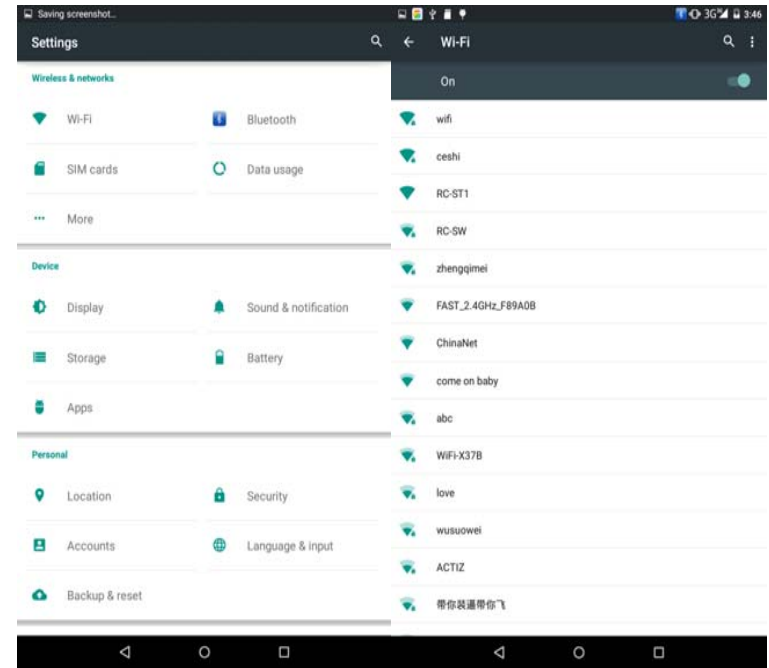 Saving screenshot...
Settings
Wireless & networks
Wi-Fi
Bluetooth
SIM cards
Data usage
More
Device
Display
Sound & notification
Storage
Battery
Apps
Personal
Location
Security
Accounts
Language & input
Backup & reset
3G 3:46
Wi-Fi
On
wifi
ceshi
RC-ST1
RC-SW
zhengqimei
FAST_2.4GHz_F89A0B
ChinaNet
come on baby
abc
WiFi-X37B
love
wusuowei
ACTIZ
带你装逼带你飞